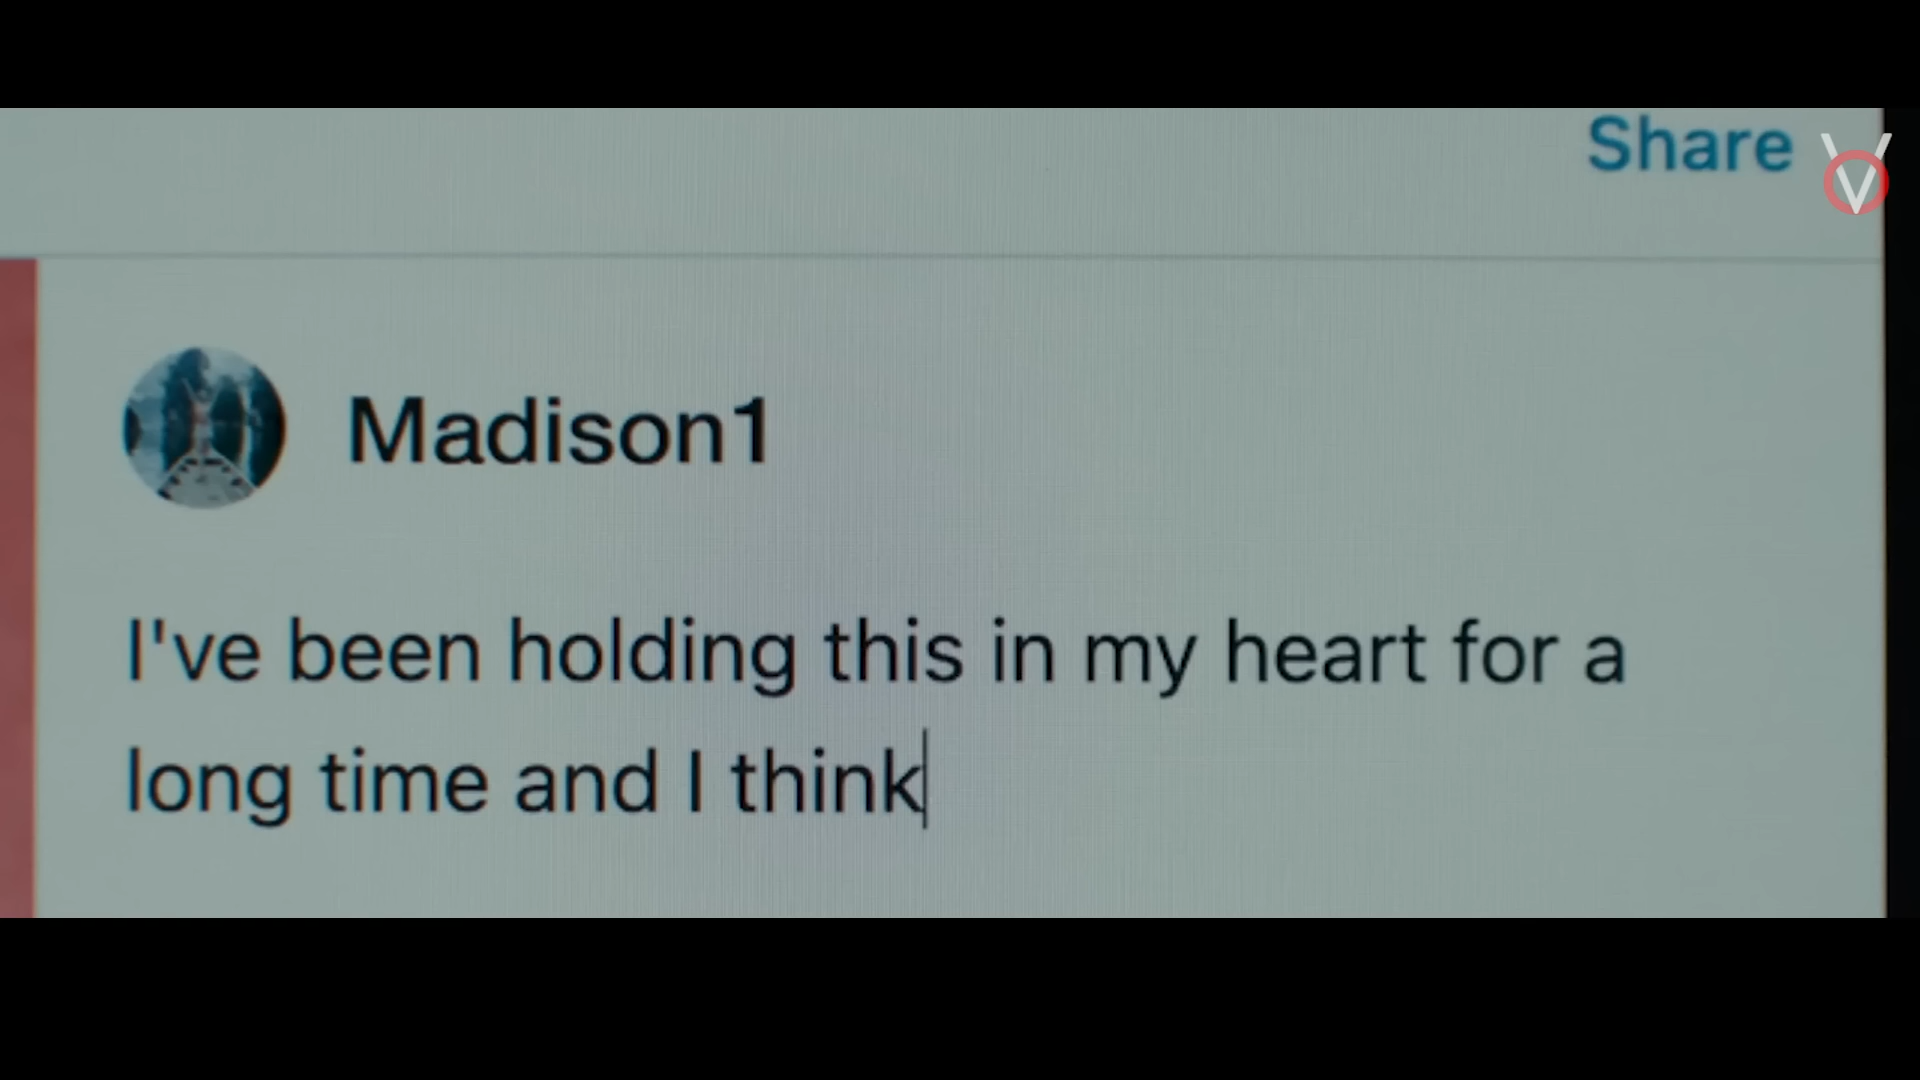 Share
Madison1
I've been holding this in my heart for a
long time and I think